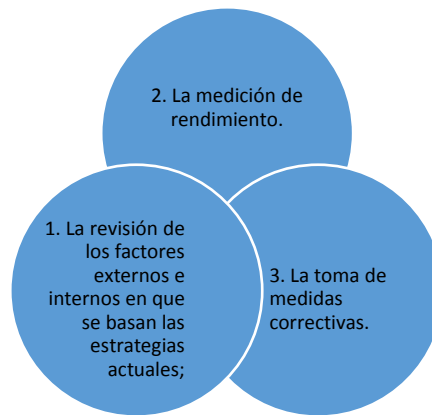 2. La medición de
rendimiento.
1. La revisión de
los factores
externos e
internos en que
se basan las
estrategias
actuales;
3. La toma de
medidas
correctivas.